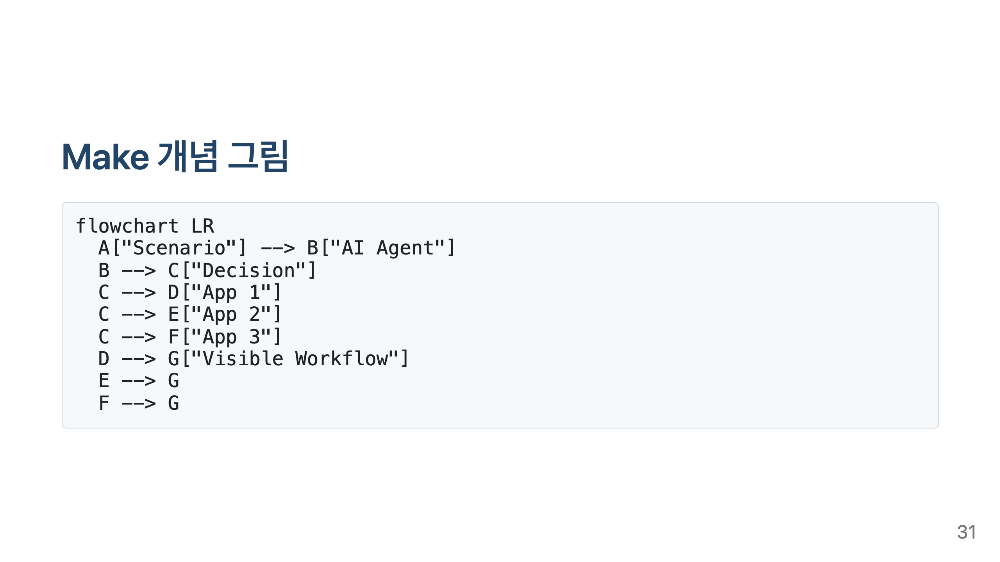 Make 개념 그림
flowchart LR
  A["Scenario"] --> B["AI Agent"]
  B --> C["Decision"]
  C --> D["App 1"]
  C --> E["App 2"]
  C --> F["App 3"]
  D --> G["Visible Workflow"]
  E --> G
  F --> G
31